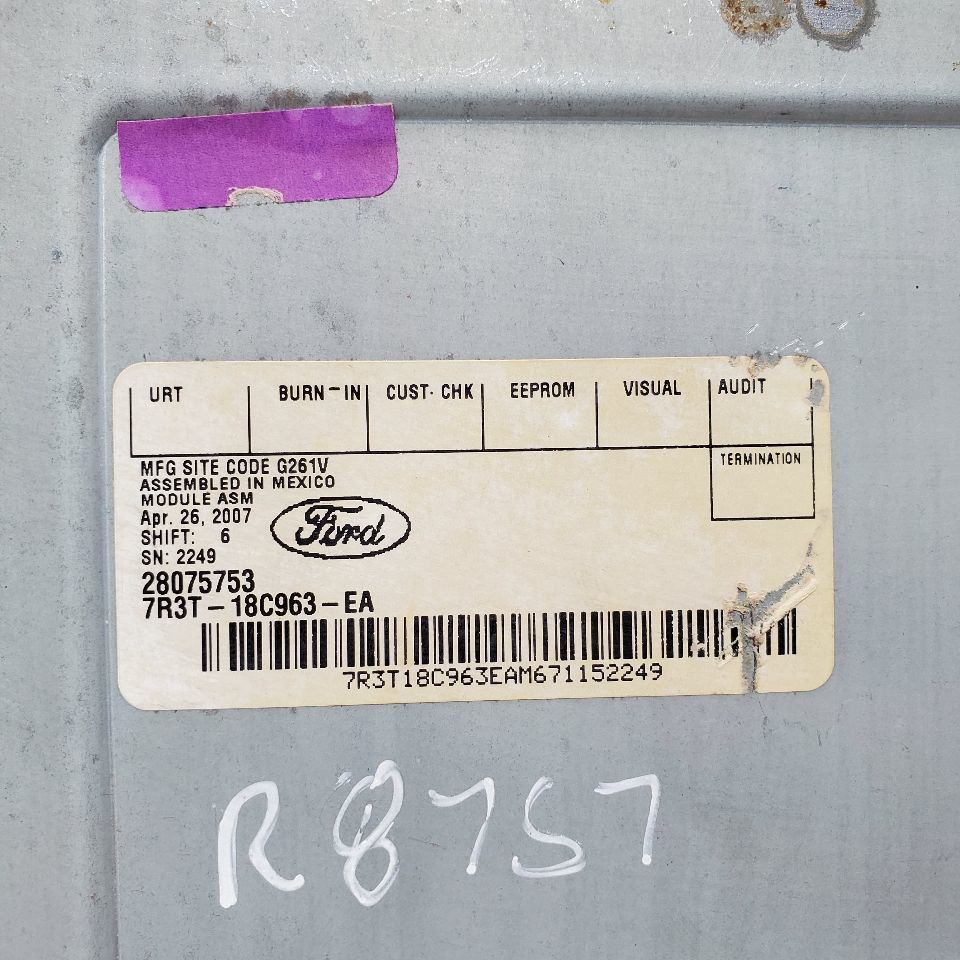 URT BURN-IN CUST. CHK EEPROM VISUAL AUDIT
TERMINATION
MFG SITE CODE G261V
ASSEMBLED IN MEXICO
MODULE ASM
Apr. 26, 2007
SHIFT: 6
SN: 2249
Ford
28075753
7R3T-18C963-EA
7R3T18C963EAM671152249
R8757